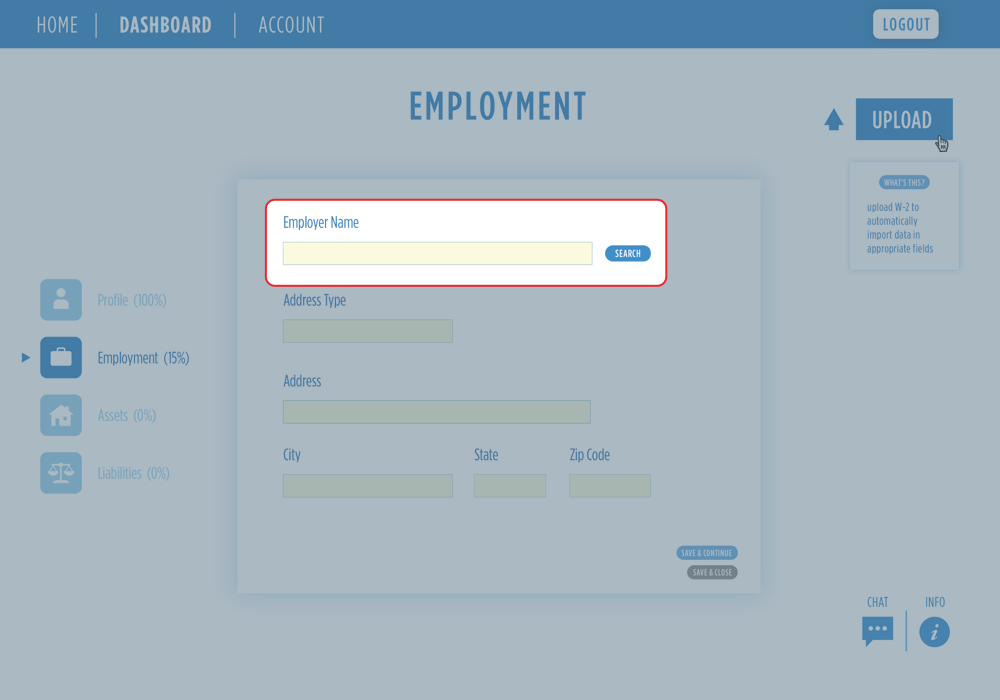 HOME
DASHBOARD
ACCOUNT
LOGOUT
EMPLOYMENT
UPLOAD
WHAT'S THIS?
upload W-2 to
automatically
import data in
appropriate fields
Employer Name
SEARCH
Address Type
Address
City
State
Zip Code
SAVE & CONTINUE
SAVE & CLOSE
Profile (100%)
Employment (15%)
Assets (0%)
Liabilities (0%)
CHAT
INFO
i